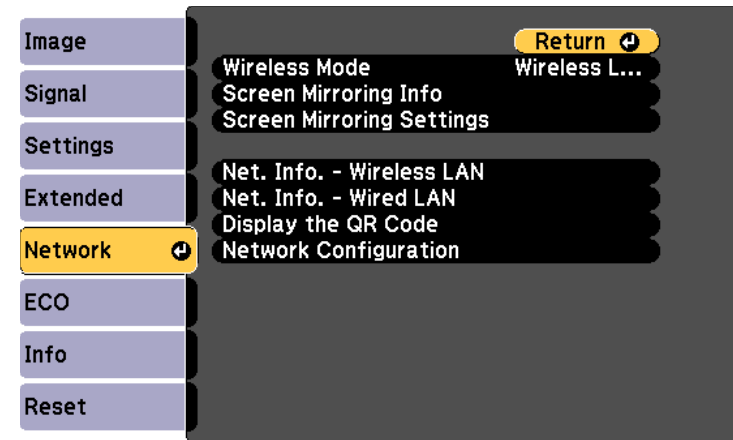 Image
Signal
Settings
Extended
Network
ECO
Info
Reset
Return
Wireless Mode Wireless L...
Screen Mirroring Info
Screen Mirroring Settings
Net. Info. - Wireless LAN
Net. Info. - Wired LAN
Display the QR Code
Network Configuration